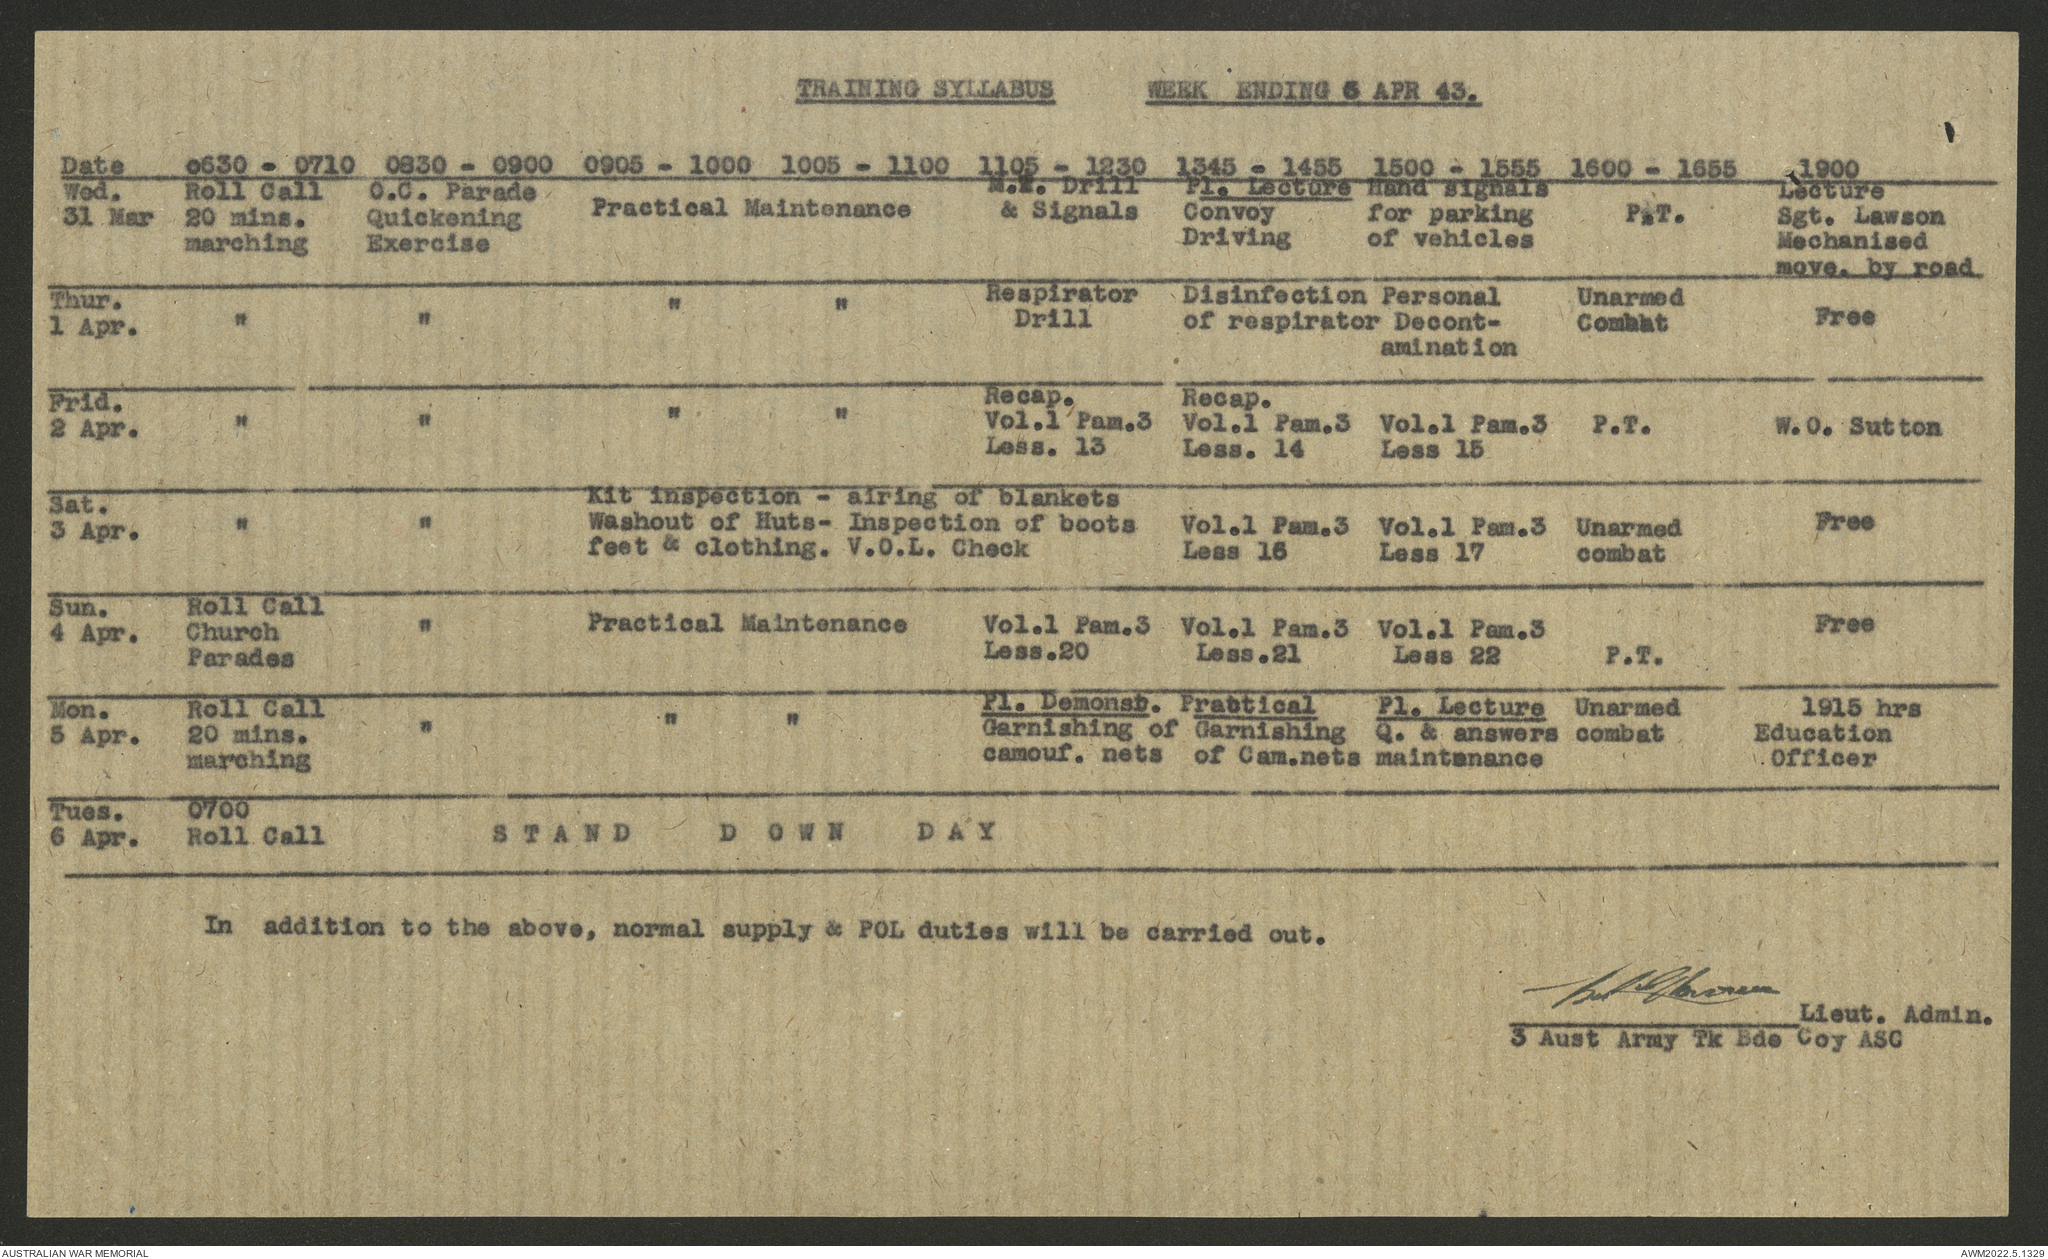 TRAINING SYLLABUS WEEK ENDING 6 APR 43.
Date 0630 - 0710 0830 - 0900 0905 - 1000 1005 - 1100 1105 - 1230 1345 - 1455 1500 - 1555 1600 - 1655 1900
Wed. Roll Call O.C. Parade Practical Maintenance M.T. Drill Pl. Lecture Hand signals P.T. Lecture
31 Mar 20 mins. Quickening & Signals Convoy for parking Sgt. Lawson
marching Exercise Driving of vehicles Mechanised
move. by road
Thur. " " " " Respirator Disinfection Personal Unarmed Free
1 Apr. Drill of respirator Decont- Combat
amination
Frid. " " " " Recap. Recap.
2 Apr. Vol.1 Pam.3 Vol.1 Pam.3 Vol.1 Pam.3 P.T. W.O. Sutton
Less. 13 Less. 14 Less 15
Sat. " " Kit inspection - airing of blankets
3 Apr. Washout of Huts- Inspection of boots Vol.1 Pam.3 Vol.1 Pam.3 Unarmed Free
feet & clothing. V.O.L. Check Less 16 Less 17 combat
Sun. Roll Call " Practical Maintenance Vol.1 Pam.3 Vol.1 Pam.3 Vol.1 Pam.3 Free
4 Apr. Church Less.20 Less.21 Less 22 P.T.
Parades
Mon. Roll Call " " " Pl. Demonst. Practical Pl. Lecture Unarmed 1915 hrs
5 Apr. 20 mins. Garnishing of Garnishing Q. & answers combat Education
marching camouf. nets of Cam.nets maintenance Officer
Tues. 0700
6 Apr. Roll Call STAND DOWN DAY
In addition to the above, normal supply & POL duties will be carried out.
Lieut. Admin.
3 Aust Army Tk Bde Coy ASC
AUSTRALIAN WAR MEMORIAL
AWM2022.5.1329